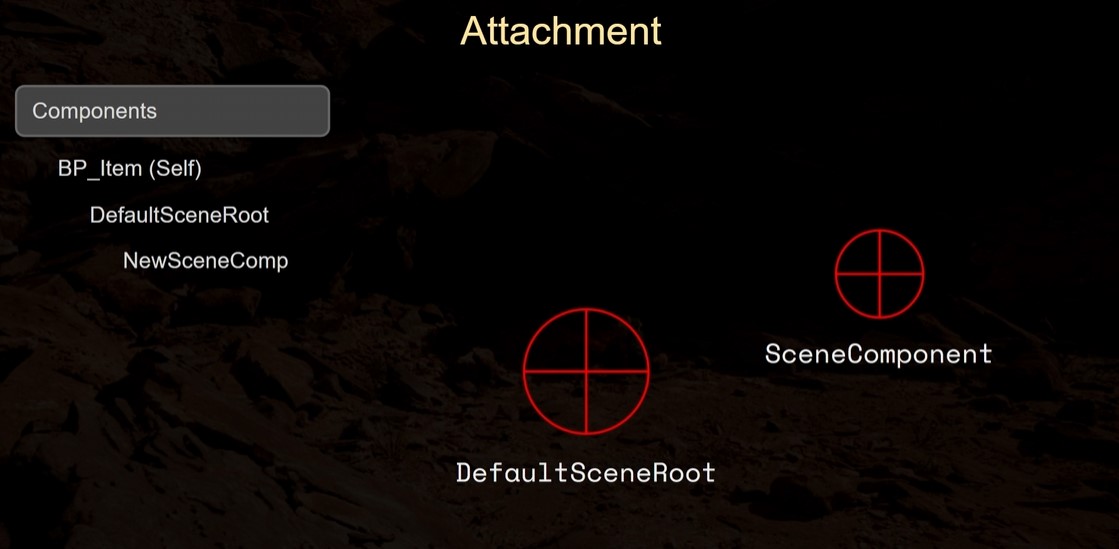 Attachment
Components
BP_Item (Self)
DefaultSceneRoot
NewSceneComp
SceneComponent
DefaultSceneRoot